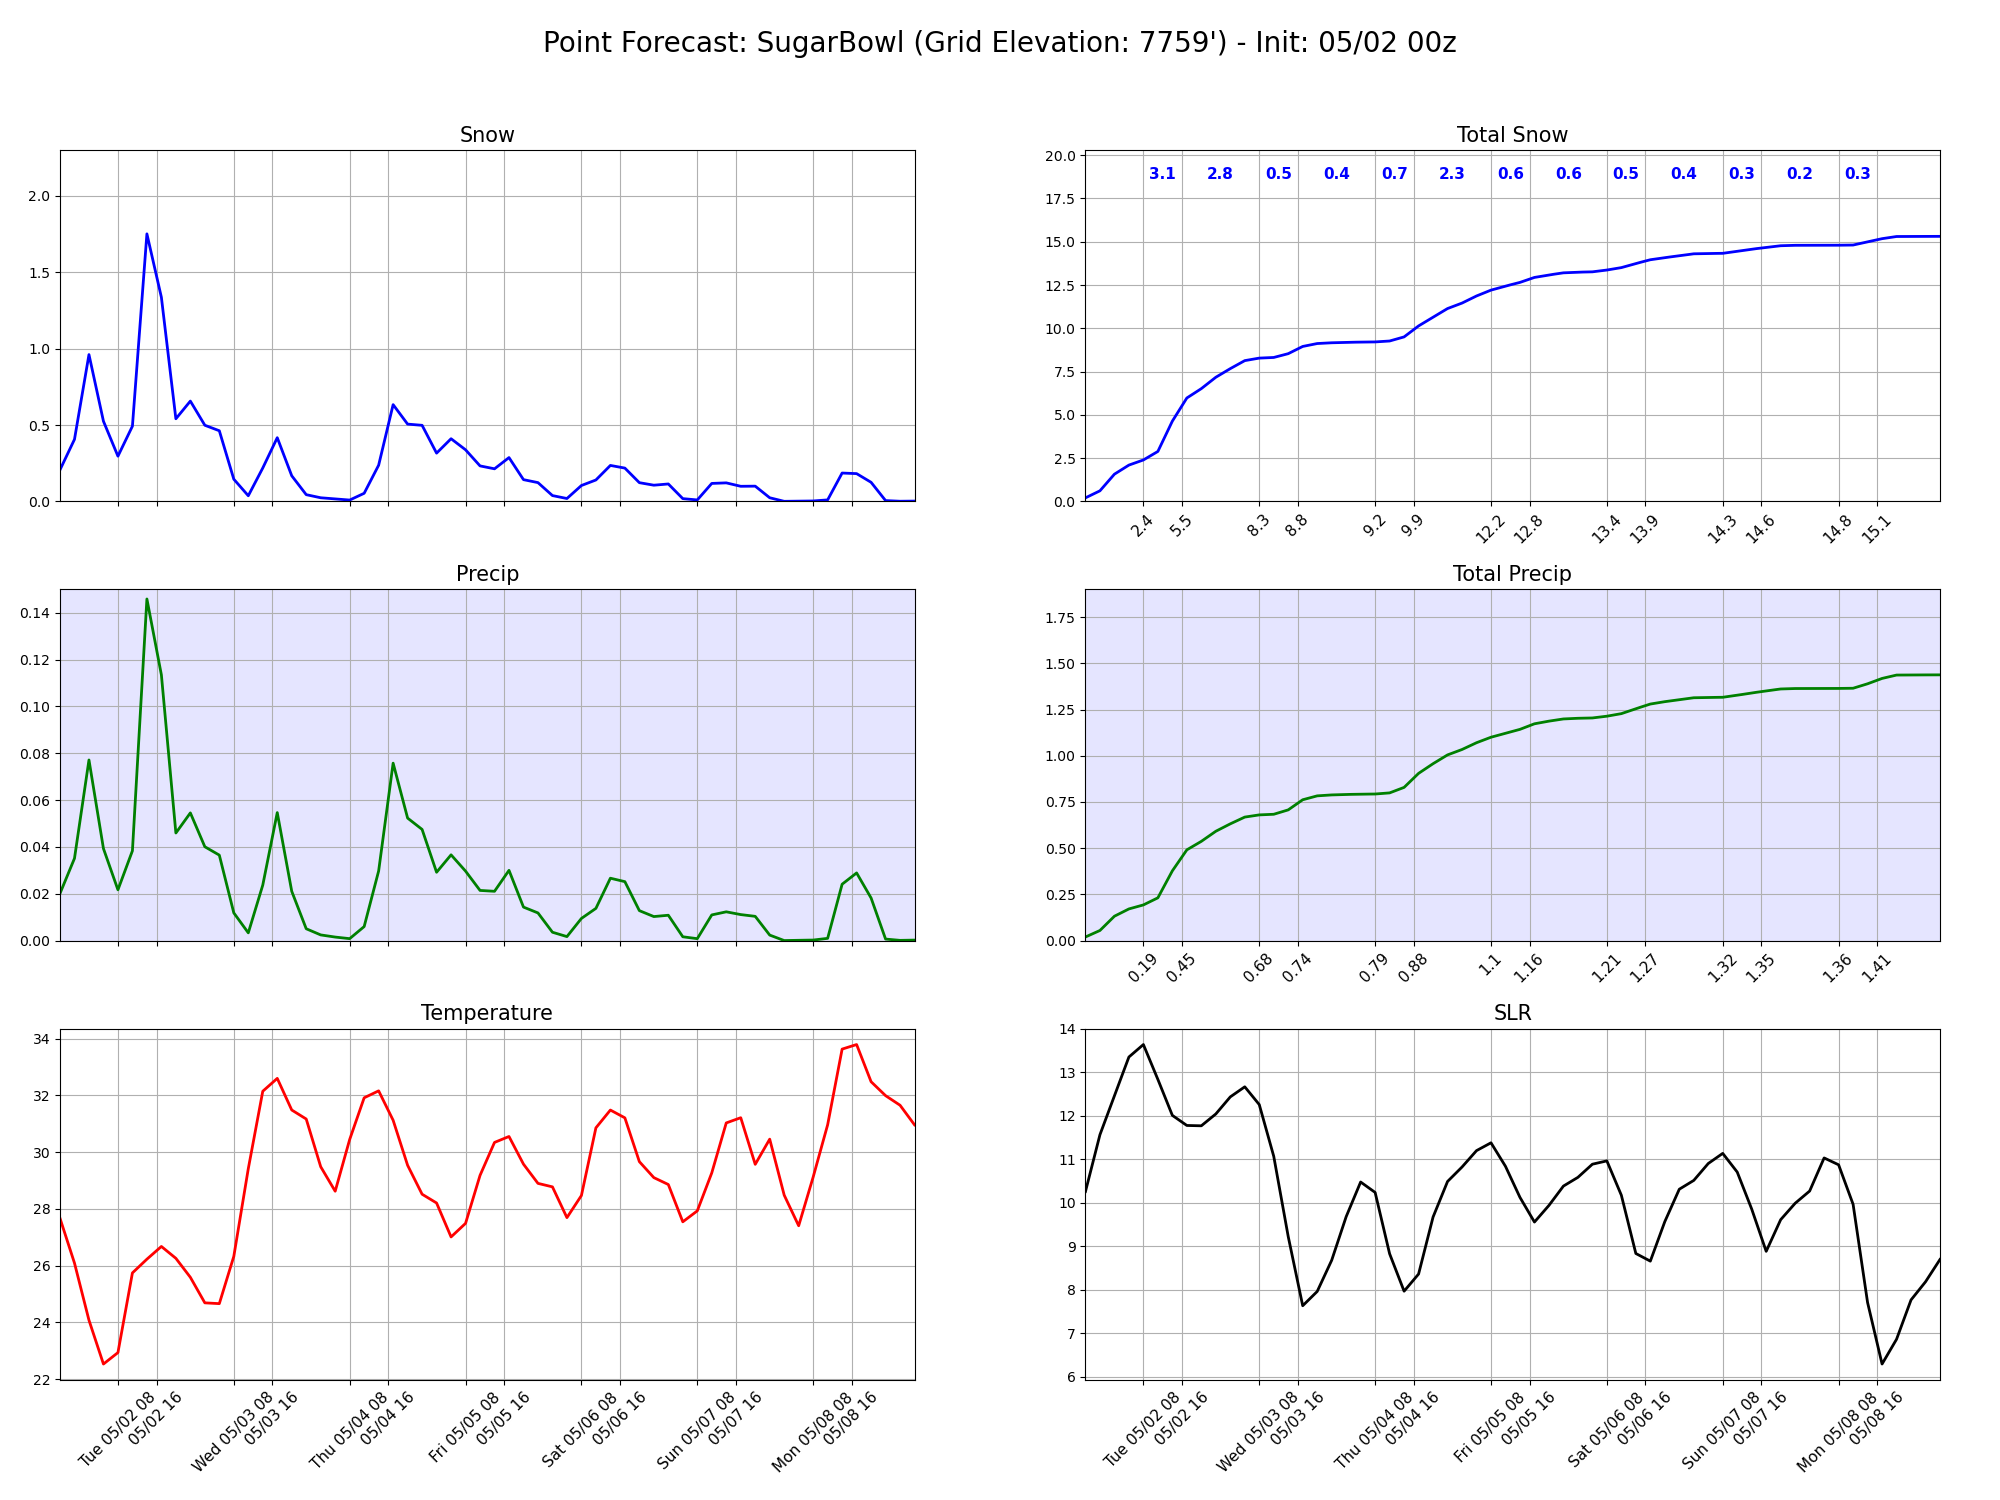 Point Forecast: SugarBowl (Grid Elevation: 7759') - Init: 05/02 00z
Snow
2.0
1.5
1.0
0.5
0.0
Total Snow
20.0
17.5
15.0
12.5
10.0
7.5
5.0
2.5
0.0
3.1 2.8 0.5 0.4 0.7 2.3 0.6 0.6 0.5 0.4 0.3 0.2 0.3
2.4 5.5 8.3 8.8 9.2 9.9 12.2 12.8 13.4 13.9 14.3 14.6 14.8 15.1
Precip
0.14
0.12
0.10
0.08
0.06
0.04
0.02
0.00
Total Precip
1.75
1.50
1.25
1.00
0.75
0.50
0.25
0.00
0.19 0.45 0.68 0.74 0.79 0.88 1.1 1.16 1.21 1.27 1.32 1.35 1.36 1.41
Temperature
34
32
30
28
26
24
22
Tue 05/02 08
05/02 16
Wed 05/03 08
05/03 16
Thu 05/04 08
05/04 16
Fri 05/05 08
05/05 16
Sat 05/06 08
05/06 16
Sun 05/07 08
05/07 16
Mon 05/08 08
05/08 16
SLR
14
13
12
11
10
9
8
7
6
Tue 05/02 08
05/02 16
Wed 05/03 08
05/03 16
Thu 05/04 08
05/04 16
Fri 05/05 08
05/05 16
Sat 05/06 08
05/06 16
Sun 05/07 08
05/07 16
Mon 05/08 08
05/08 16